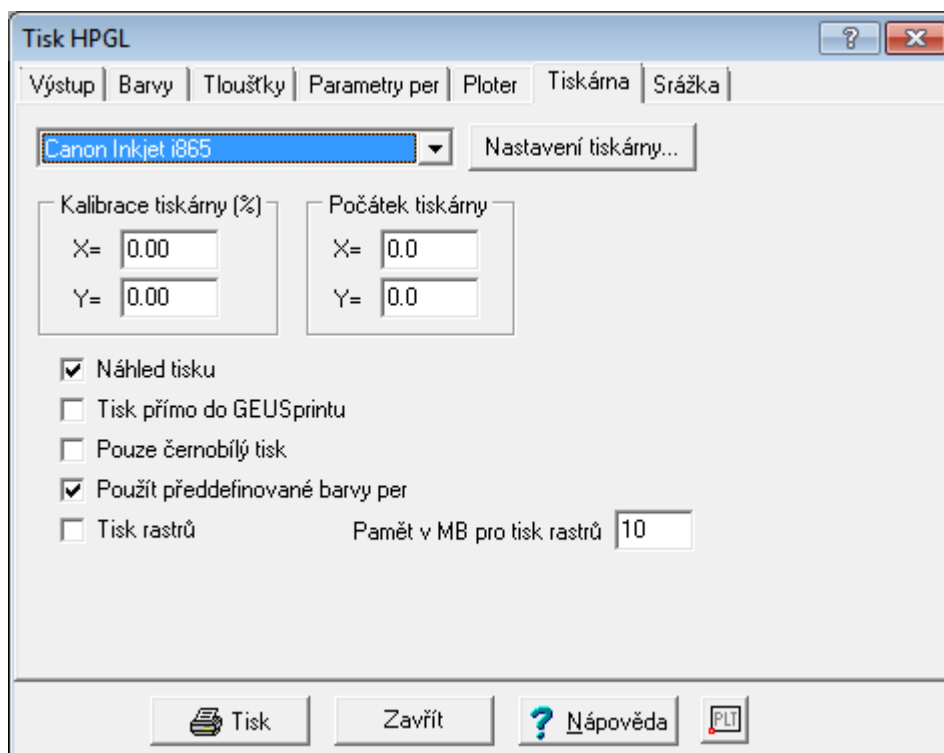 Tisk HPGL
Výstup Barvy Tloušťky Parametry per Ploter Tiskárna Srážka
Canon Inkjet i865 Nastavení tiskárny...
Kalibrace tiskárny (%) Počátek tiskárny
X= 0.00 X= 0.0
Y= 0.00 Y= 0.0
Náhled tisku
Tisk přímo do GEUSprintu
Pouze černobílý tisk
Použít předdefinované barvy per
Tisk rastrů Pamět v MB pro tisk rastrů 10
Tisk Zavřít Nápověda PLT